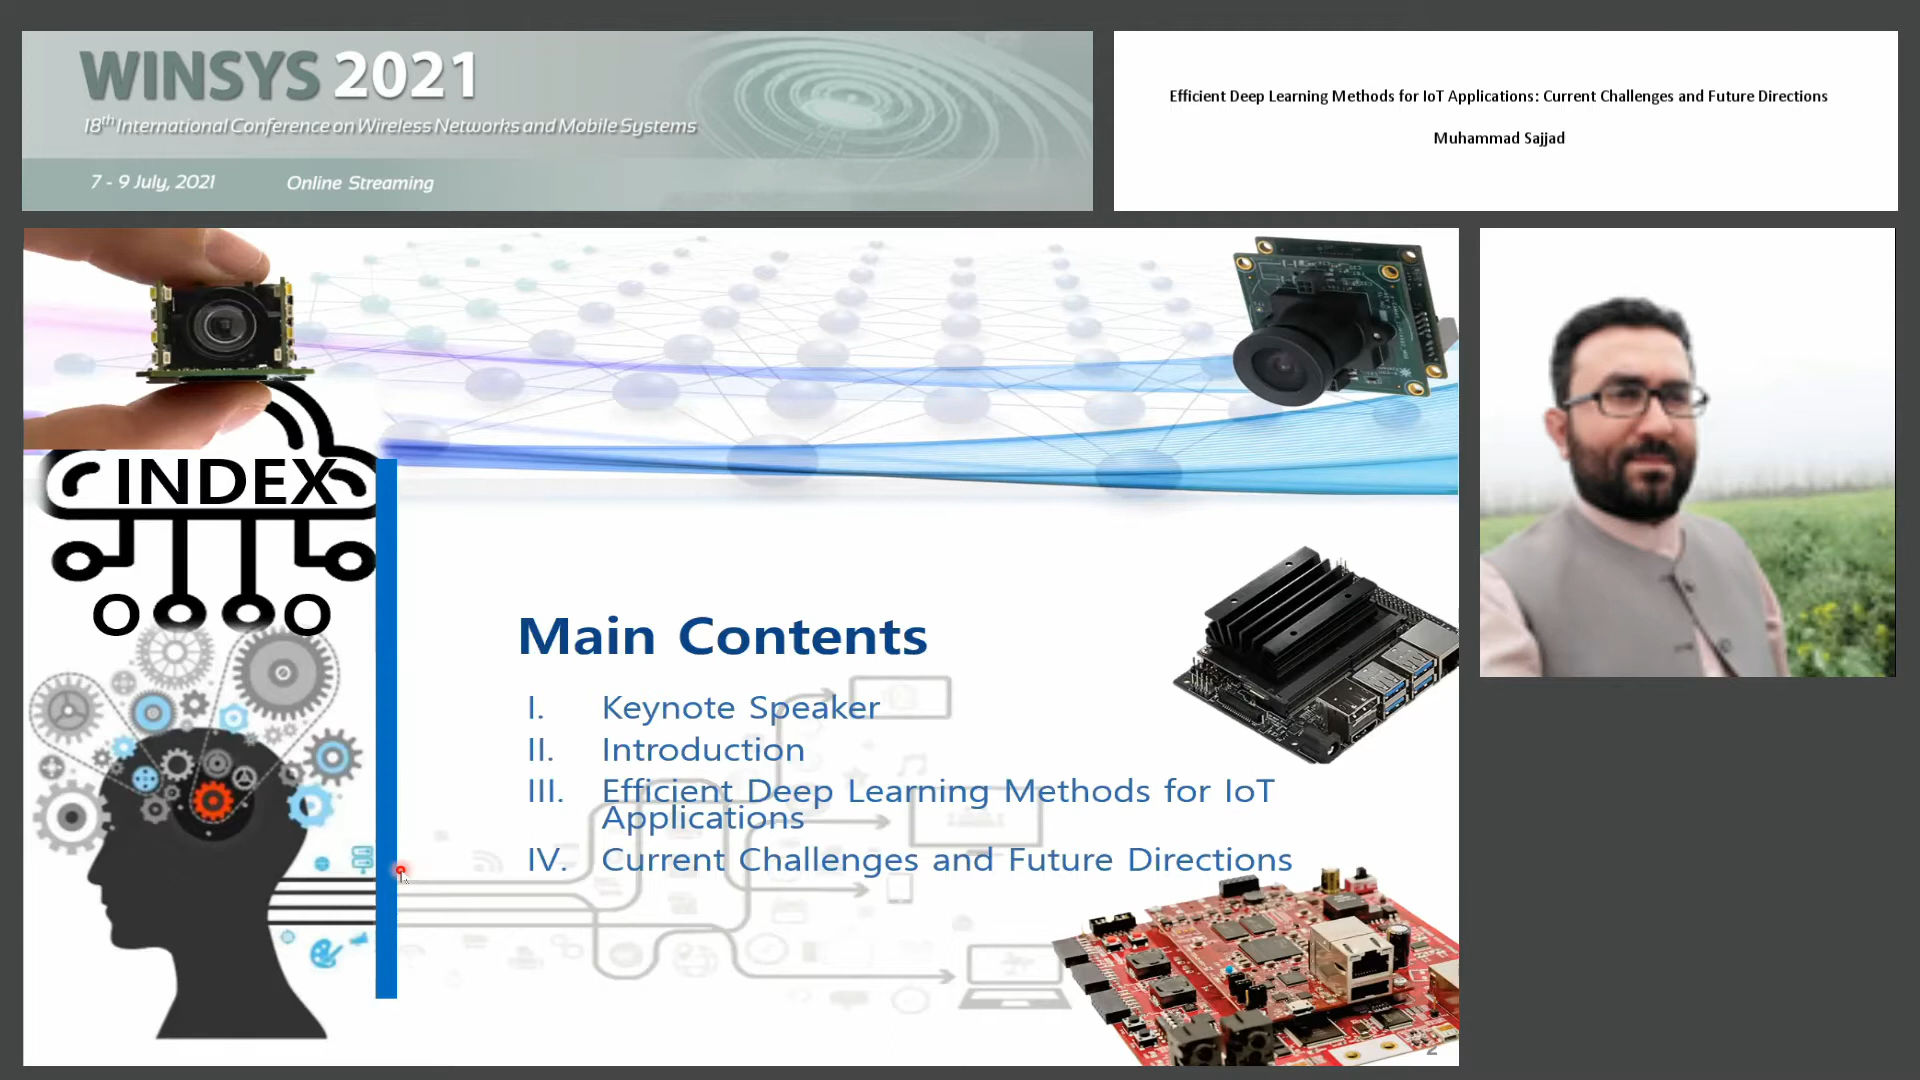 WINSYS 2021
18th International Conference on Wireless Networks and Mobile Systems
7 - 9 July, 2021 Online Streaming
Efficient Deep Learning Methods for IoT Applications: Current Challenges and Future Directions
Muhammad Sajjad
INDEX
Main Contents
I. Keynote Speaker
II. Introduction
III. Efficient Deep Learning Methods for IoT
Applications
IV. Current Challenges and Future Directions
2